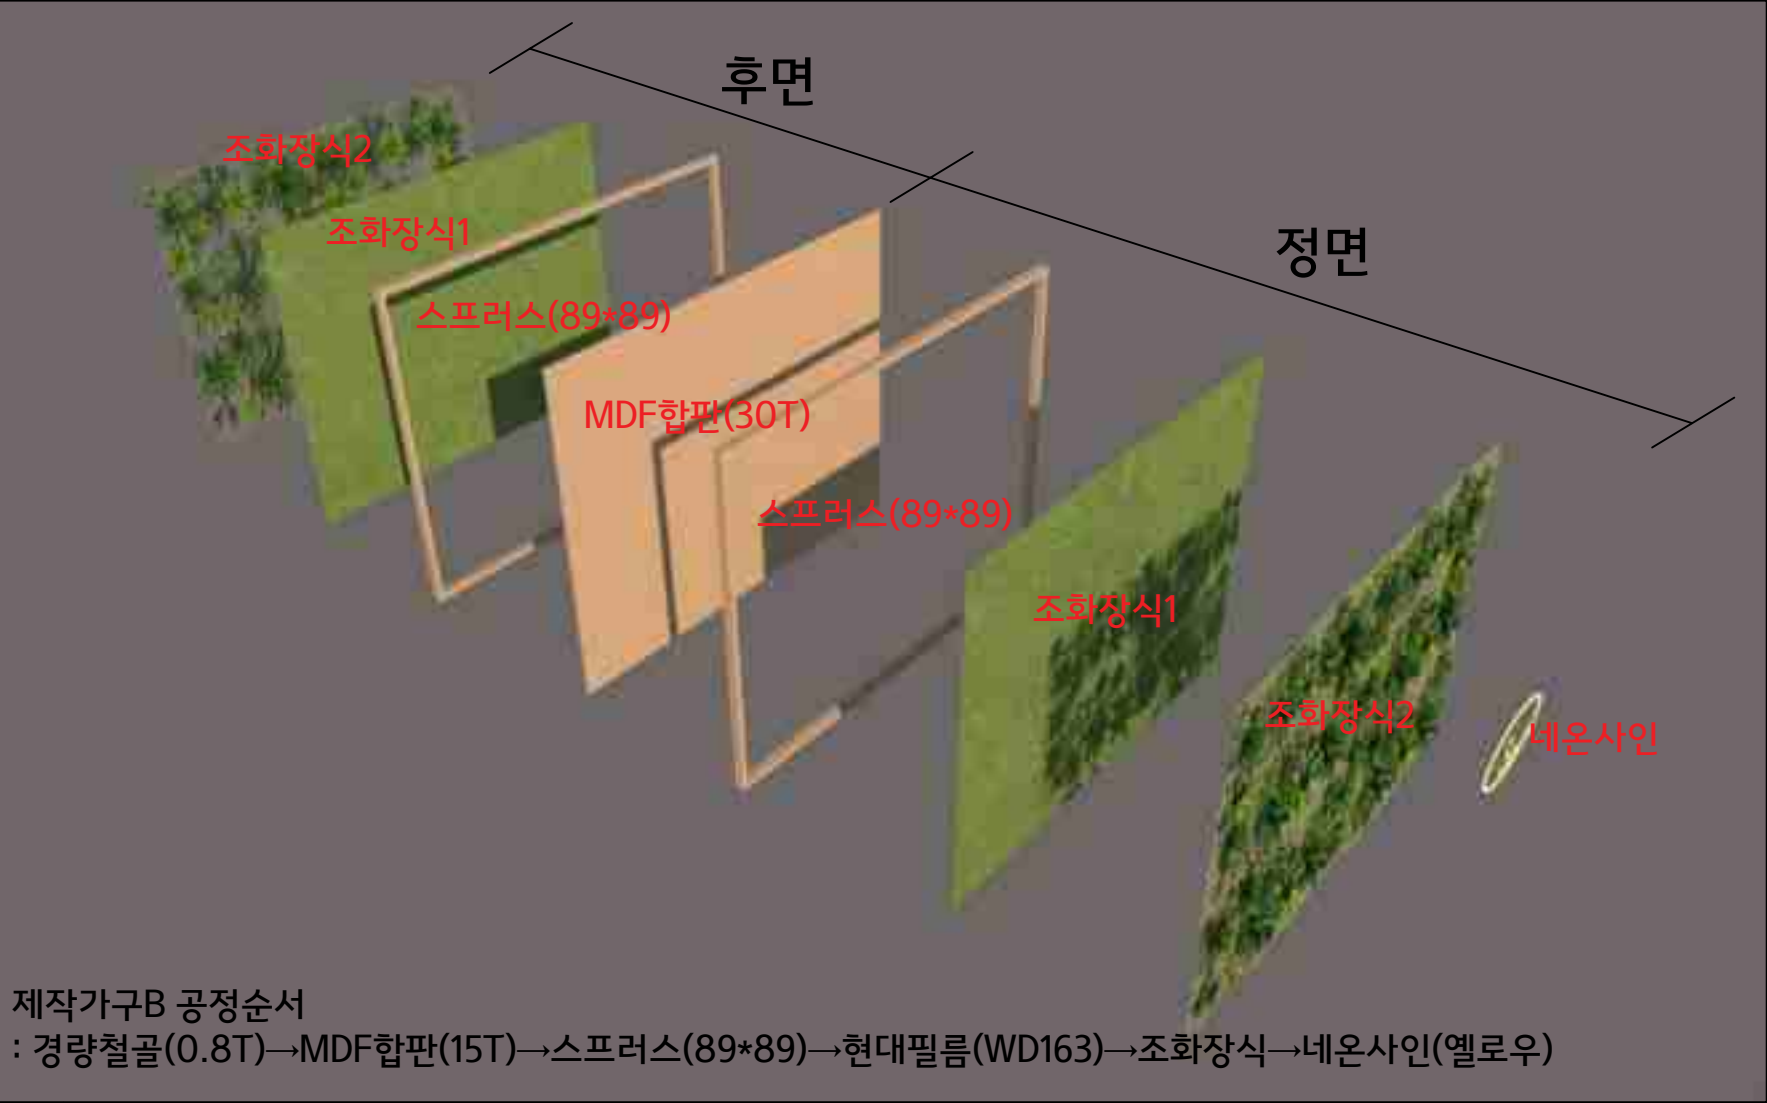 후면
정면
조화장식2
조화장식1
스프러스(89*89)
MDF합판(30T)
스프러스(89*89)
조화장식1
조화장식2
네온사인
제작가구B 공정순서
: 경량철골(0.8T)→MDF합판(15T)→스프러스(89*89)→현대필름(WD163)→조화장식→네온사인(옐로우)